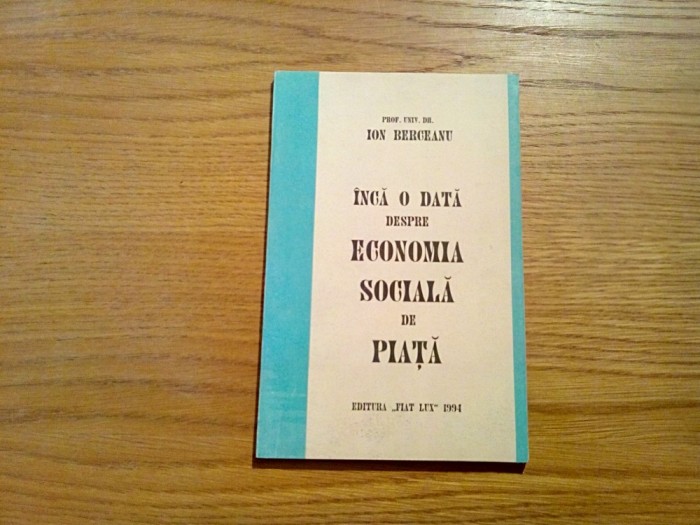 PROF. UNIV. DR.
ION BERCEANU
ÎNCĂ O DATĂ
DESPRE
ECONOMIA
SOCIALĂ
DE
PIAȚĂ
EDITURA „FIAT LUX“ 1994